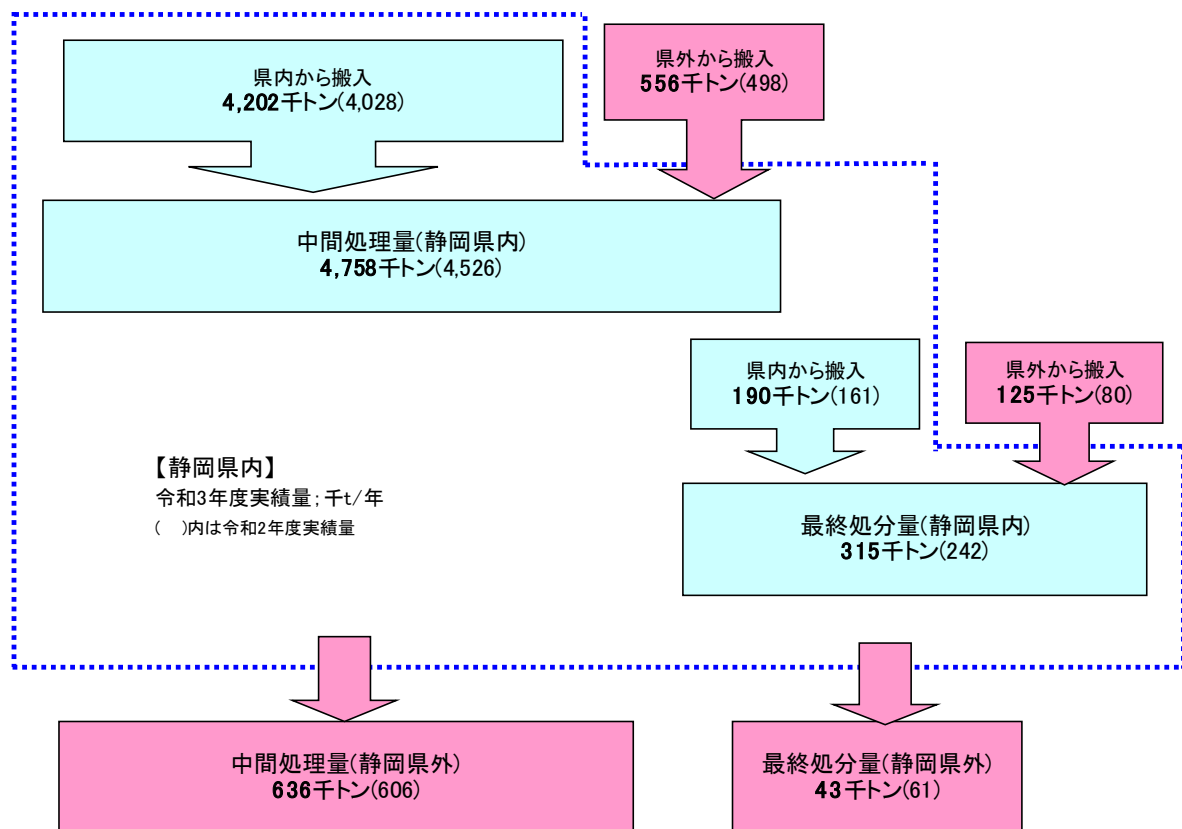 県内から搬入
4,202千トン(4,028)
県外から搬入
556千トン(498)
中間処理量(静岡県内)
4,758千トン(4,526)
県内から搬入
190千トン(161)
県外から搬入
125千トン(80)
【静岡県内】
令和3年度実績量;千t/年
(　)内は令和2年度実績量
最終処分量(静岡県内)
315千トン(242)
中間処理量(静岡県外)
636千トン(606)
最終処分量(静岡県外)
43千トン(61)